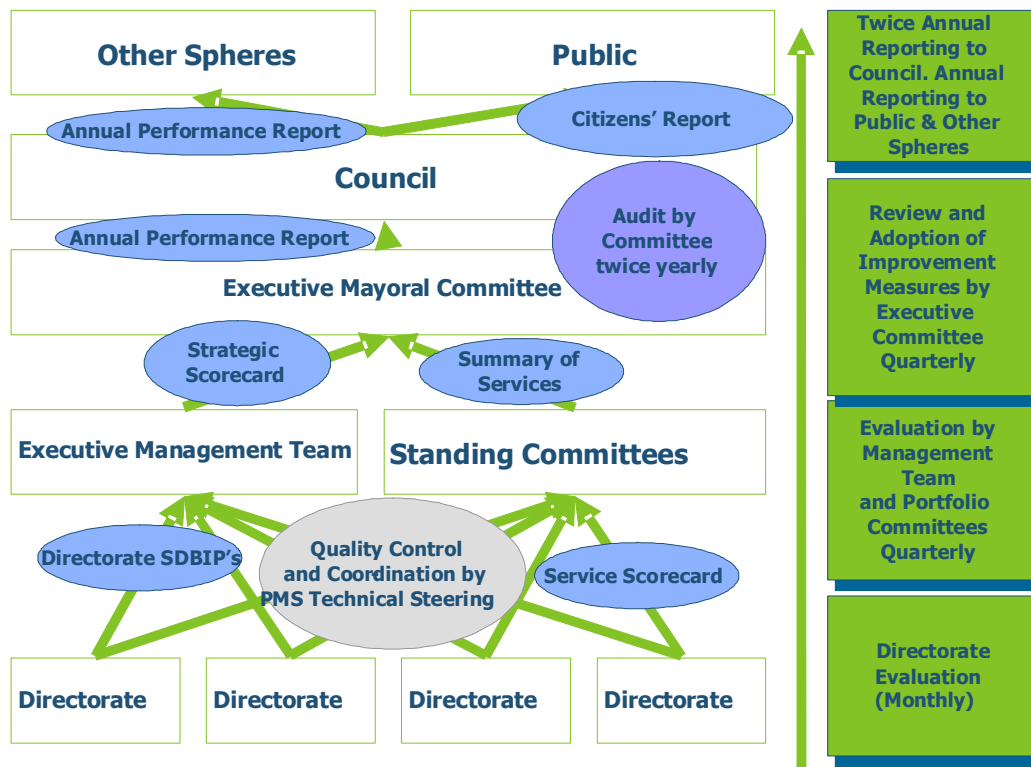 Other Spheres
Public
Annual Performance Report
Citizens’ Report
Council
Annual Performance Report
Audit by
Committee
twice yearly
Executive Mayoral Committee
Strategic
Scorecard
Summary of
Services
Executive Management Team
Standing Committees
Directorate SDBIP’s
Quality Control
and Coordination by
PMS Technical Steering
Service Scorecard
Directorate
Directorate
Directorate
Directorate
Twice Annual
Reporting to
Council. Annual
Reporting to
Public & Other
Spheres
Review and
Adoption of
Improvement
Measures by
Executive
Committee
Quarterly
Evaluation by
Management
Team
and Portfolio
Committees
Quarterly
Directorate
Evaluation
(Monthly)